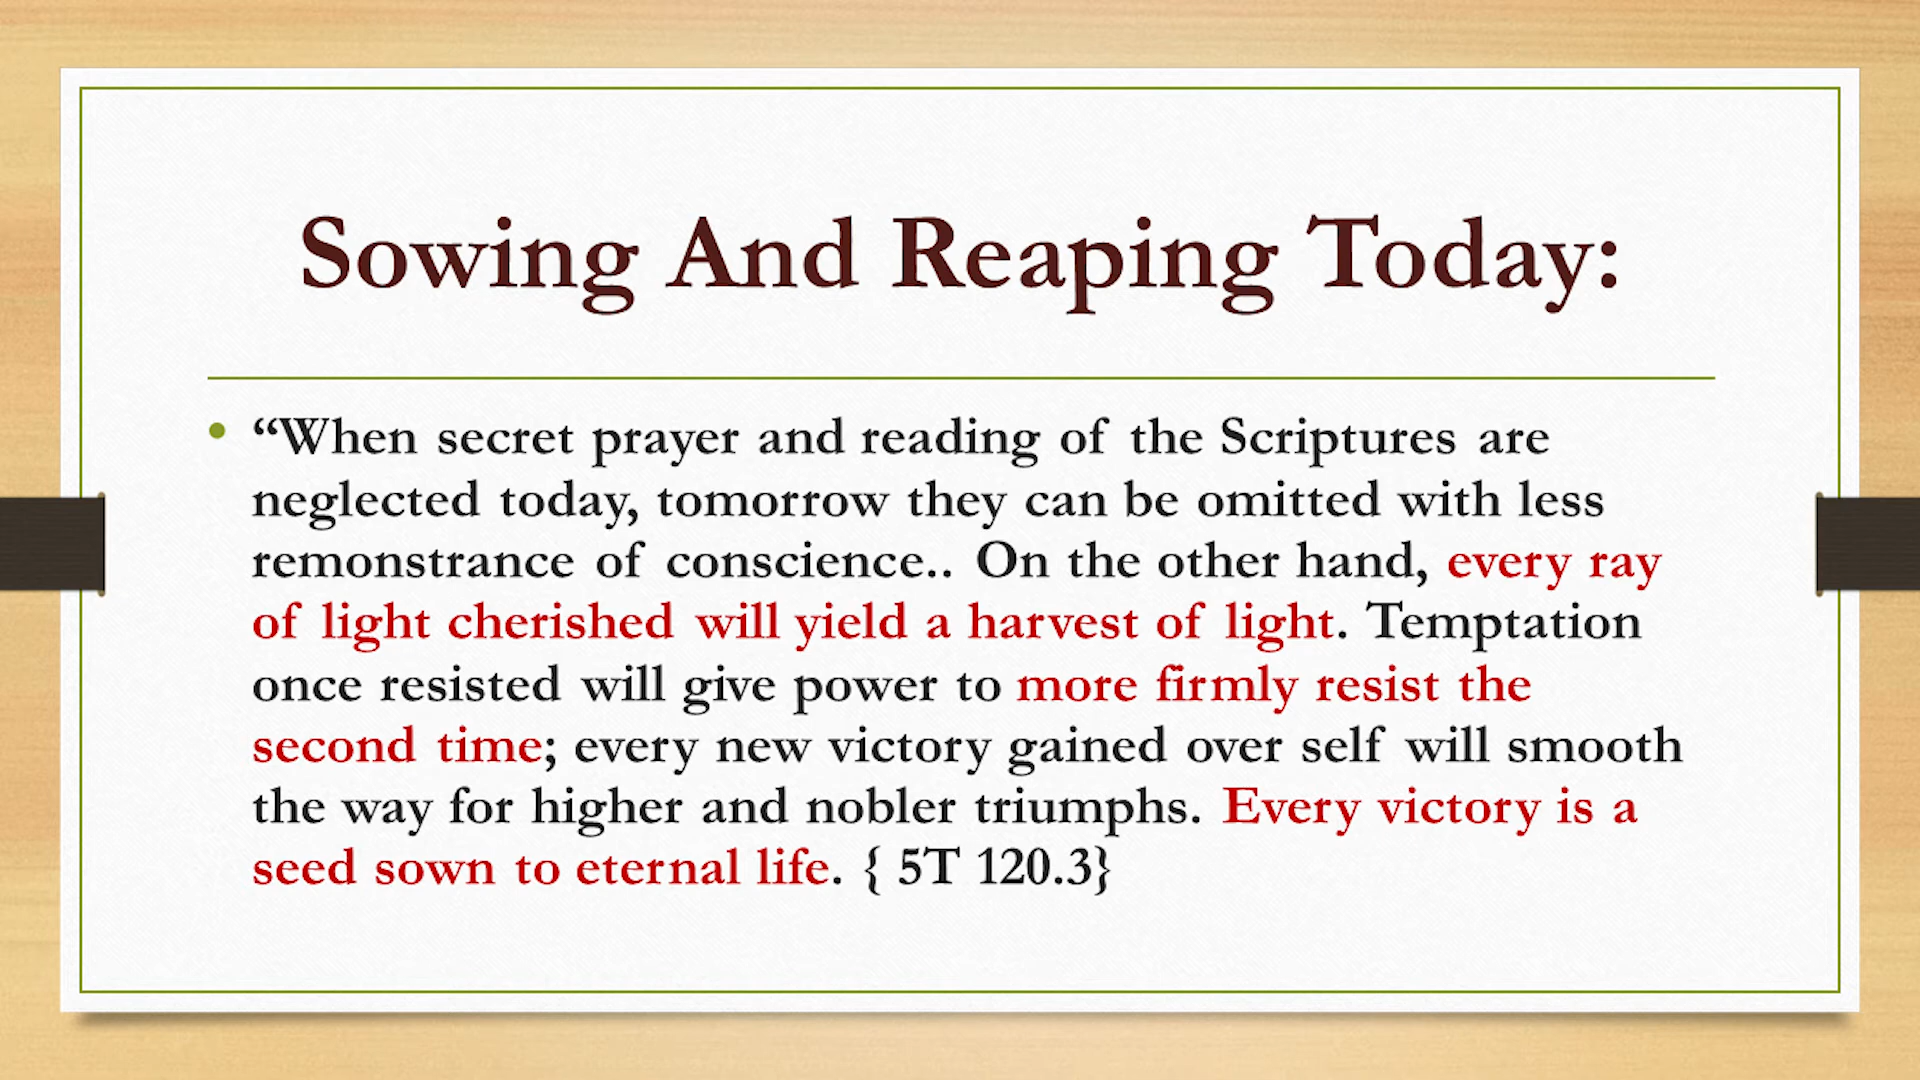 Sowing And Reaping Today:
• “When secret prayer and reading of the Scriptures are
neglected today, tomorrow they can be omitted with less
remonstrance of conscience.. On the other hand, every ray
of light cherished will yield a harvest of light. Temptation
once resisted will give power to more firmly resist the
second time; every new victory gained over self will smooth
the way for higher and nobler triumphs. Every victory is a
seed sown to eternal life. { 5T 120.3}